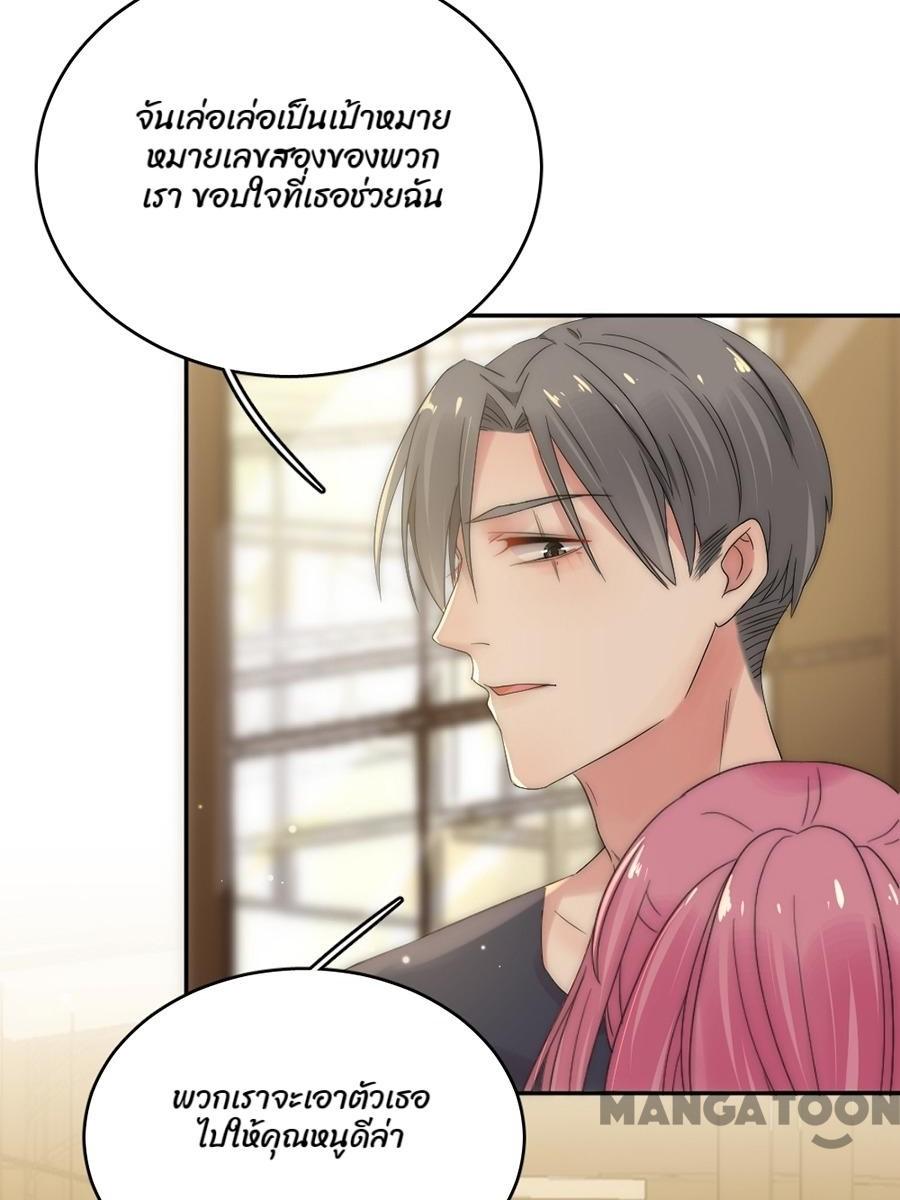 จันเล่อเล่อเป็นเป้าหมาย
หมายเลขสองของพวก
เรา ขอบใจที่เธอช่วยฉัน
พวกเราจะเอาตัวเธอ
ไปให้คุณหนูดีล่า
MANGATOON